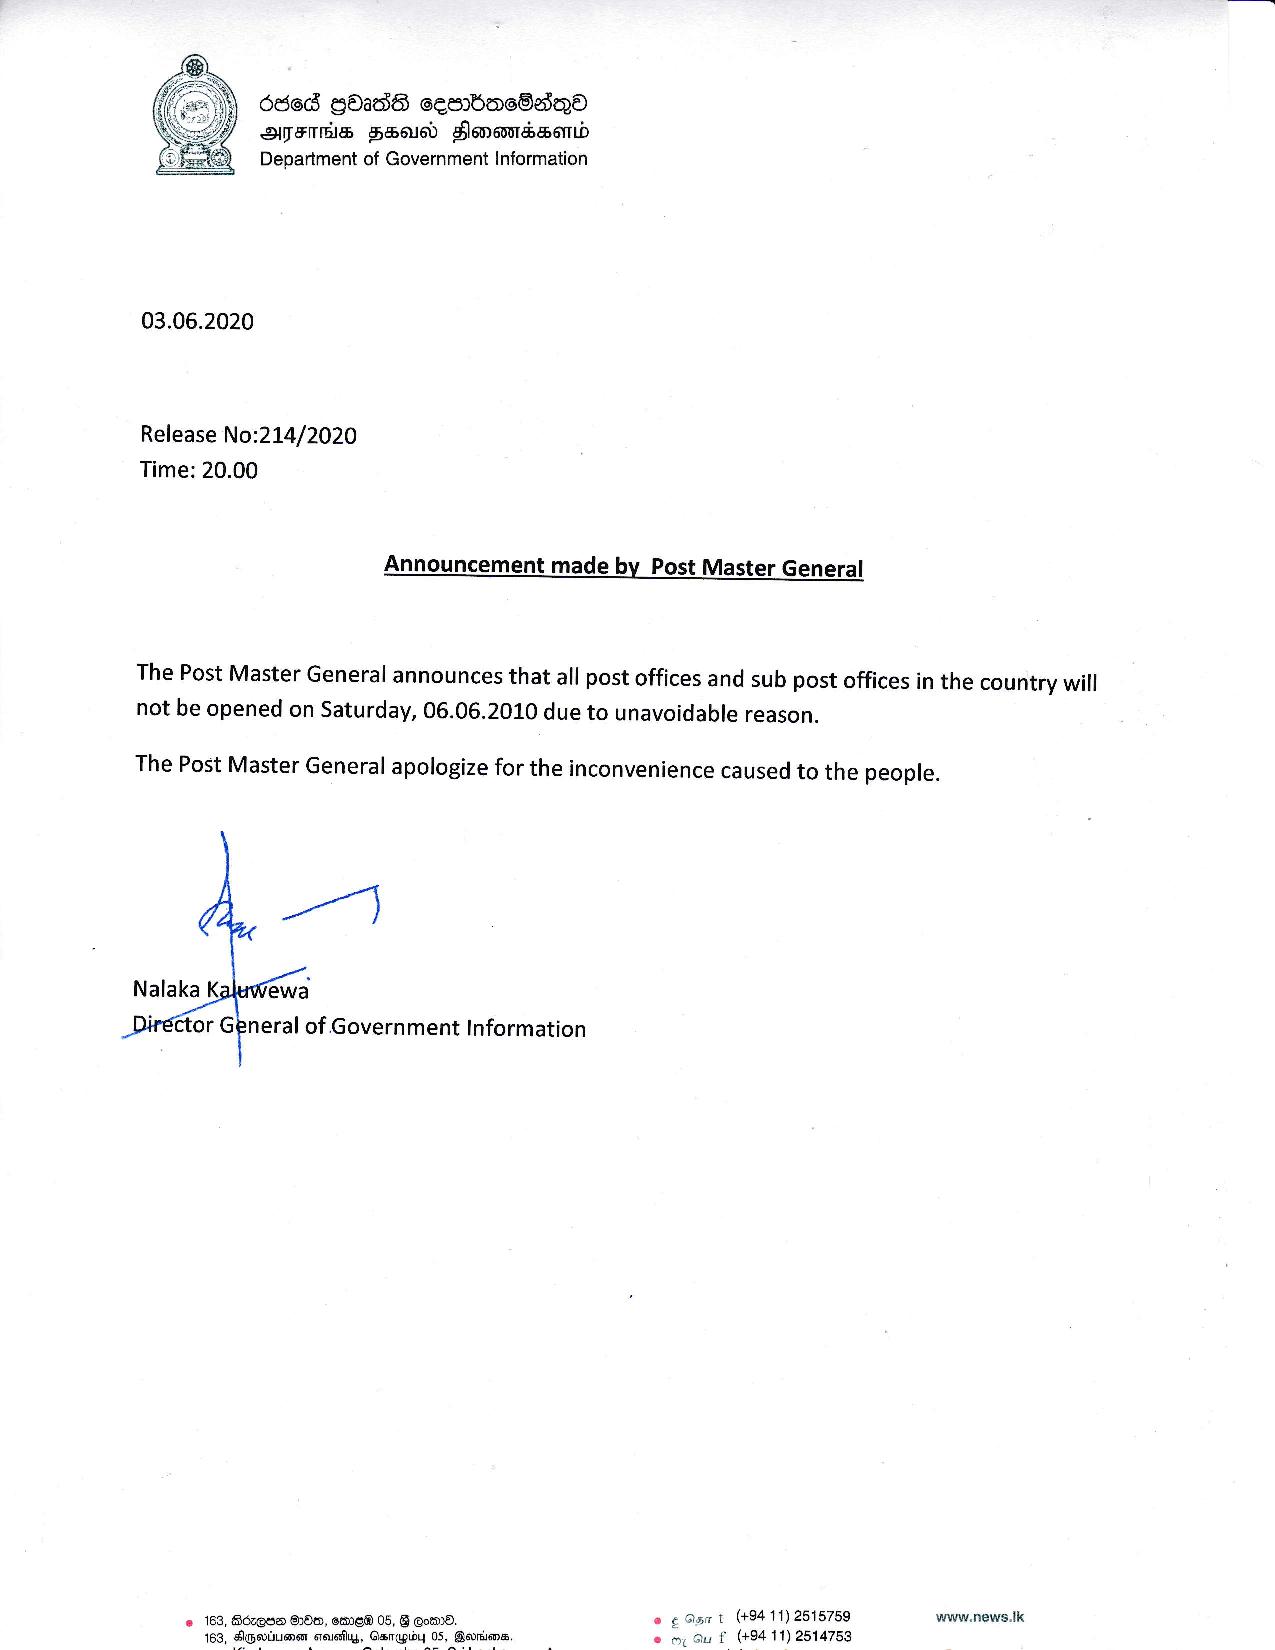 රජයේ ප්‍රවෘත්ති දෙපාර්තමේන්තුව
அரசாங்க தகவல் திணைக்களம்
Department of Government Information
03.06.2020
Release No:214/2020
Time: 20.00
Announcement made by Post Master General
The Post Master General announces that all post offices and sub post offices in the country will
not be opened on Saturday, 06.06.2010 due to unavoidable reason.
The Post Master General apologize for the inconvenience caused to the people.
Nalaka Kaluwewa
Director General of Government Information
163, කිරුලපන මාවත, කොළඹ 05, ශ්‍රී ලංකාව.
163, கிருலப்பனை எவனியூ, கொழும்பு 05, இலங்கை.
දු தொ t (+94 11) 2515759
ෆැ பெ f (+94 11) 2514753
www.news.lk